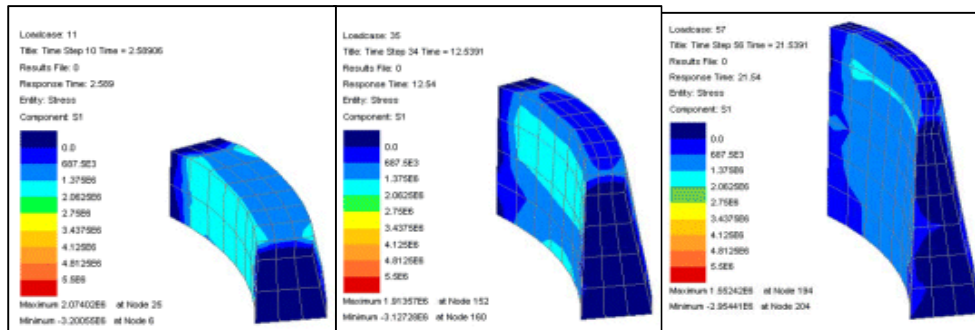 Loadcase: 11
Title: Time Step 10 Time = 2.58906
Results File: 0
Response Time: 2.589
Entity: Stress
Component: S1
0.0
687.5E3
1.375E6
2.0625E6
2.75E6
3.4375E6
4.125E6
4.8125E6
5.5E6
Maximum 2.07402E6 at Node 25
Minimum -3.20055E6 at Node 6
Loadcase: 35
Title: Time Step 34 Time = 12.5391
Results File: 0
Response Time: 12.54
Entity: Stress
Component: S1
0.0
687.5E3
1.375E6
2.0625E6
2.75E6
3.4375E6
4.125E6
4.8125E6
5.5E6
Maximum 1.91357E6 at Node 152
Minimum -3.12728E6 at Node 160
Loadcase: 57
Title: Time Step 56 Time = 21.5391
Results File: 0
Response Time: 21.54
Entity: Stress
Component: S1
0.0
687.5E3
1.375E6
2.0625E6
2.75E6
3.4375E6
4.125E6
4.8125E6
5.5E6
Maximum 1.55242E6 at Node 194
Minimum -2.95441E6 at Node 204